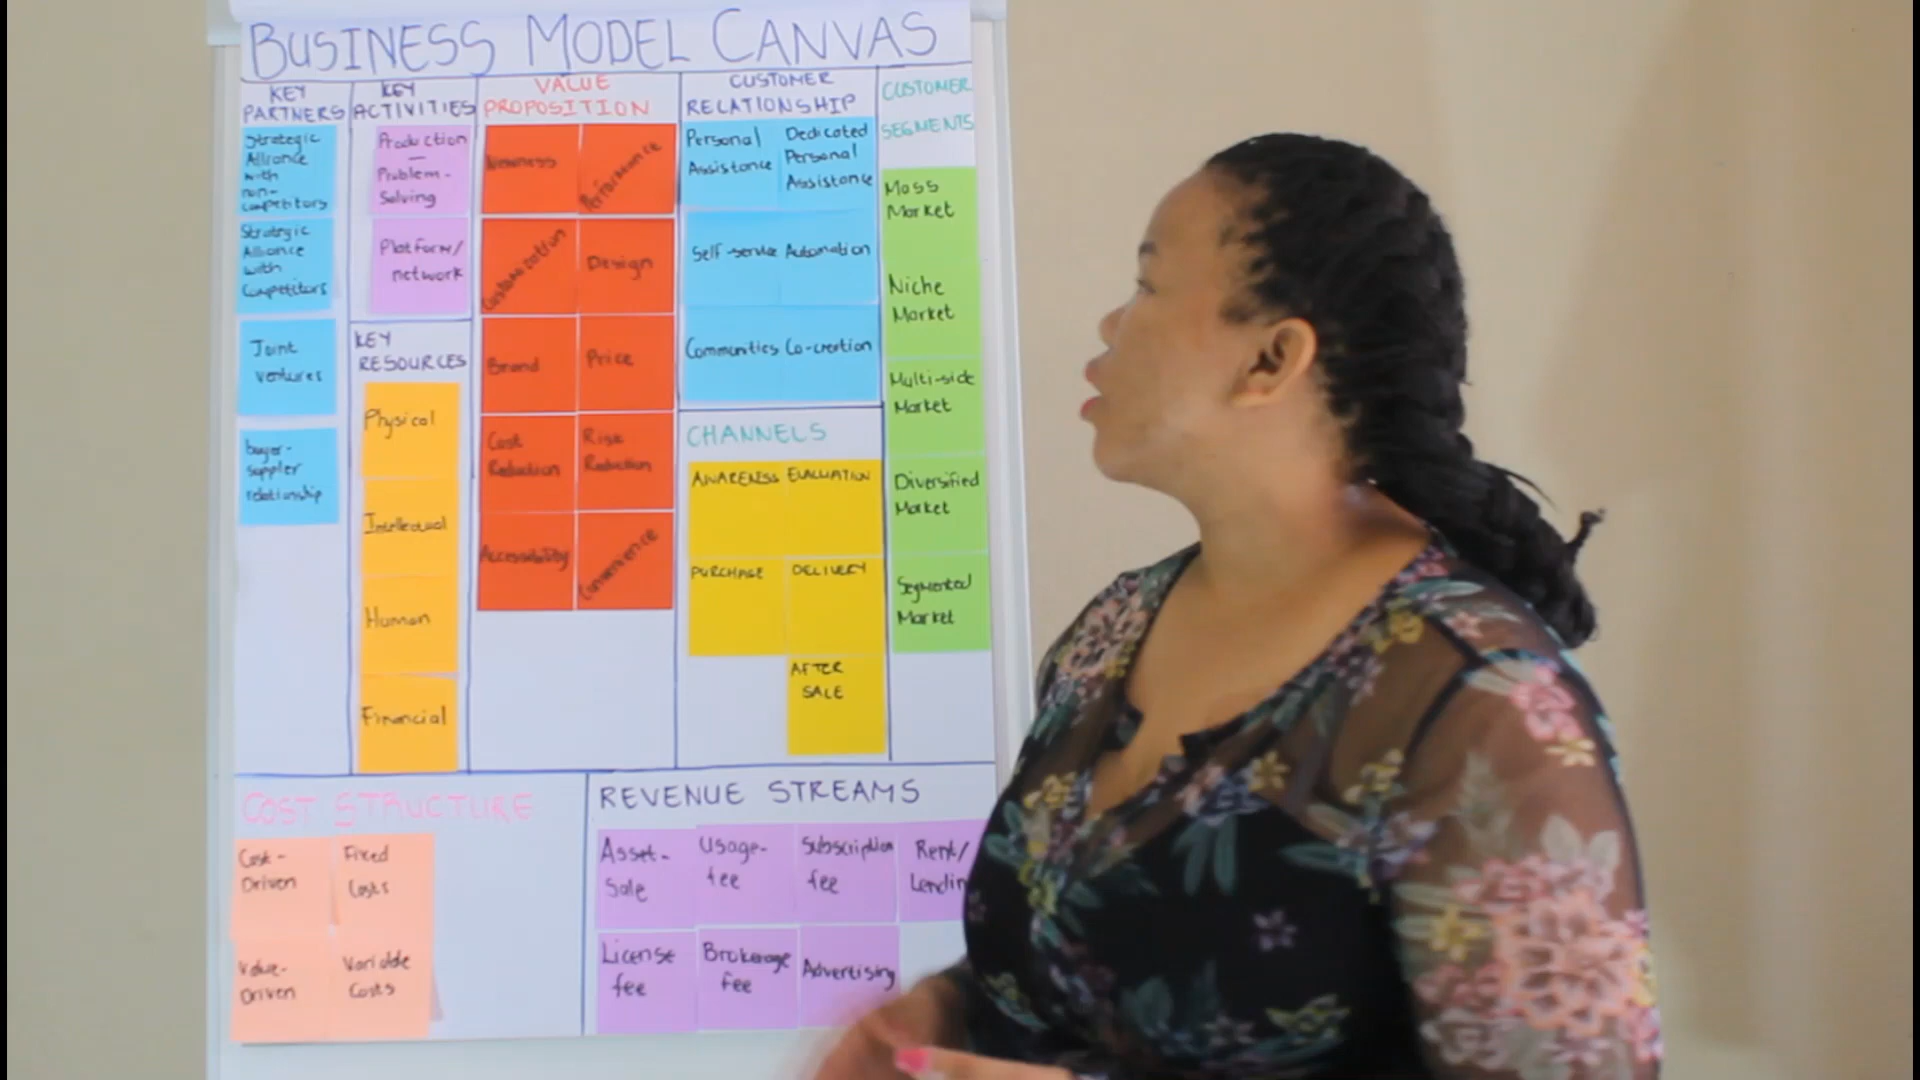 BUSINESS MODEL CANVAS
KEY
PARTNERS
Strategic
Alliance
with
non-
competitors
Strategic
Alliance
with
Competitors
Joint
ventures
buyer-
supplier
relationship
KEY
ACTIVITIES
Production
Problem-
Solving
Platform/
network
KEY
RESOURCES
Physical
Intellectual
Human
Financial
VALUE
PROPOSITION
Newness
Performance
Customization
Design
Brand
Price
Cost
Reduction
Risk
Reduction
Accessibility
Convenience
CUSTOMER
RELATIONSHIP
Personal
Assistance
Dedicated
Personal
Assistance
Self-service
Automation
Communities
Co-creation
CHANNELS
AWARENESS
EVALUATION
PURCHASE
DELIVERY
AFTER
SALE
CUSTOMER
SEGMENTS
Mass
Market
Niche
Market
Multi-side
Market
Diversified
Market
Segmented
Market
COST STRUCTURE
Cost-
Driven
Fixed
Costs
Value-
Driven
Variable
Costs
REVENUE STREAMS
Asset-
Sale
Usage-
fee
Subscription
fee
Rent/
Lendin
License
fee
Brokerage
fee
Advertising